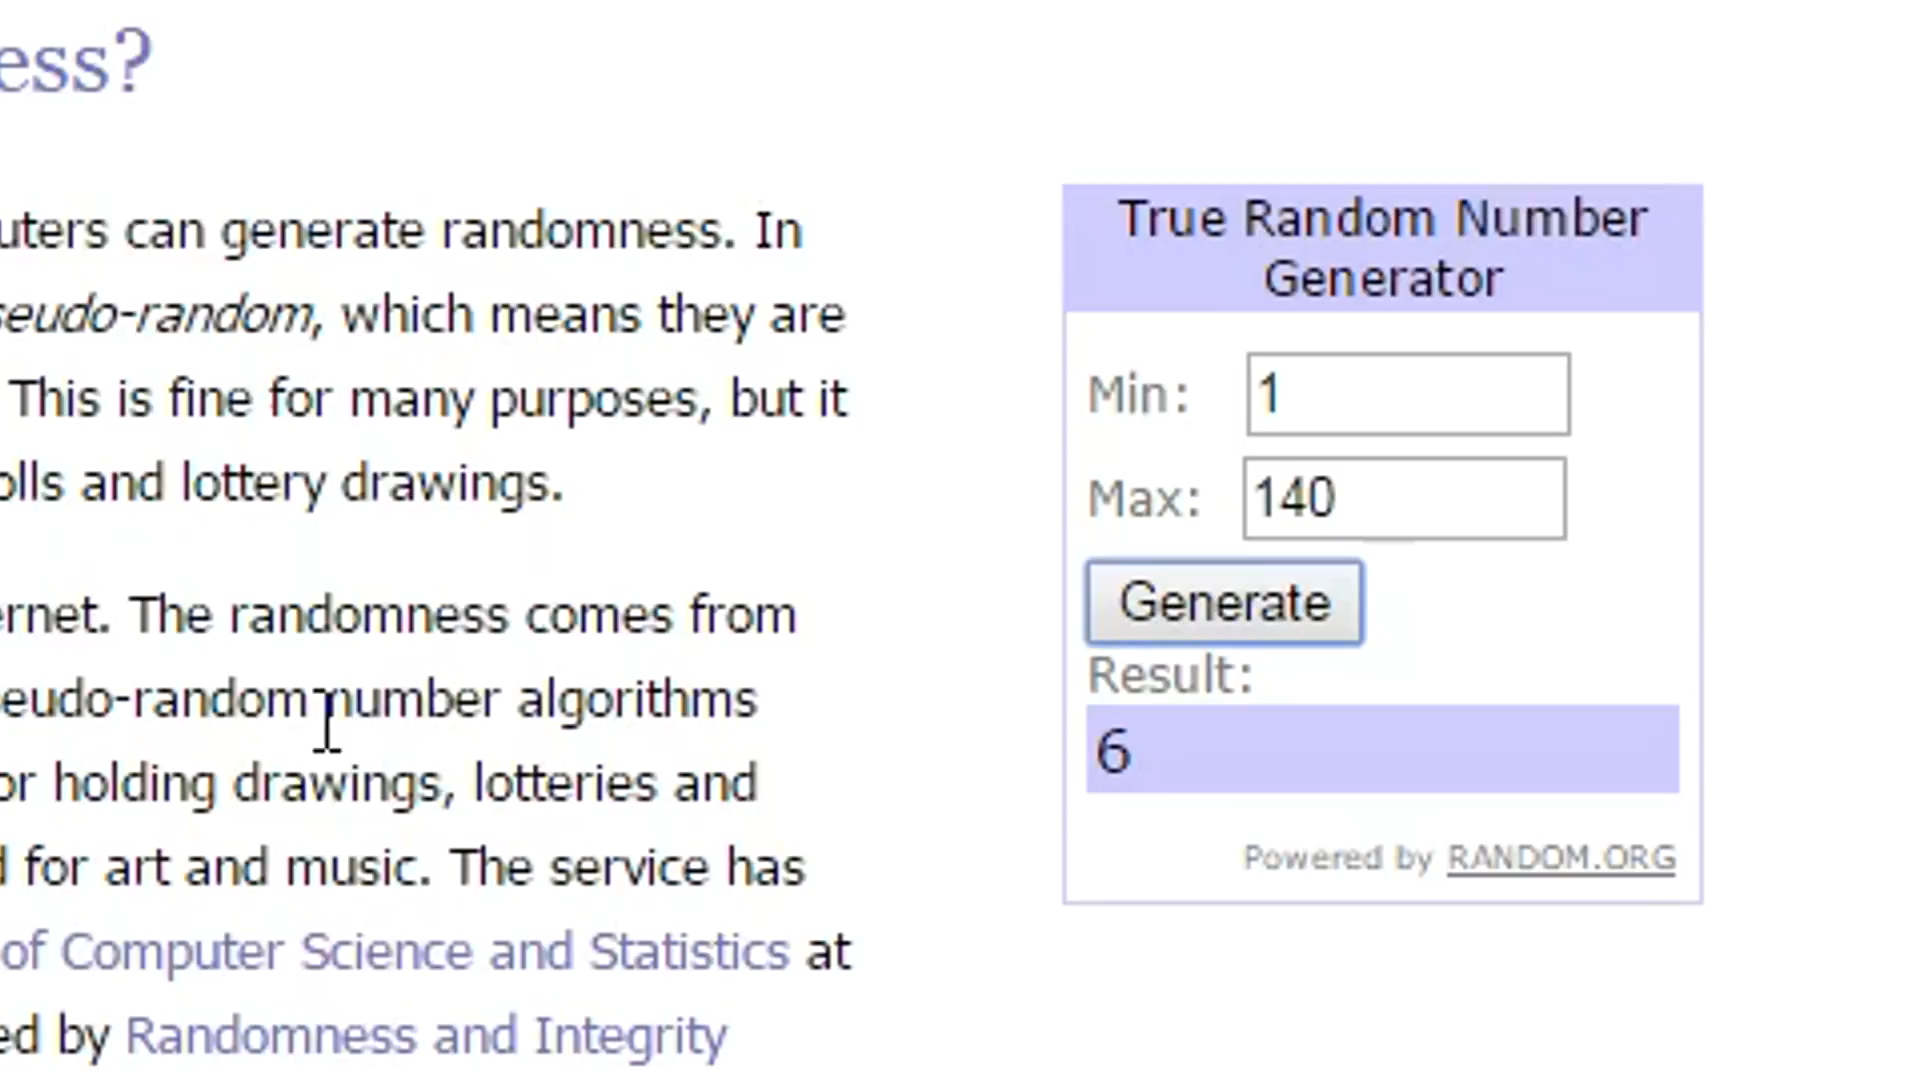 ess?
uters can generate randomness. In
seudo-random, which means they are
This is fine for many purposes, but it
olls and lottery drawings.
ernet. The randomness comes from
seudo-random number algorithms
or holding drawings, lotteries and
d for art and music. The service has
of Computer Science and Statistics at
ed by Randomness and Integrity
True Random Number
Generator
Min: 1
Max: 140
Generate
Result:
6
Powered by RANDOM.ORG